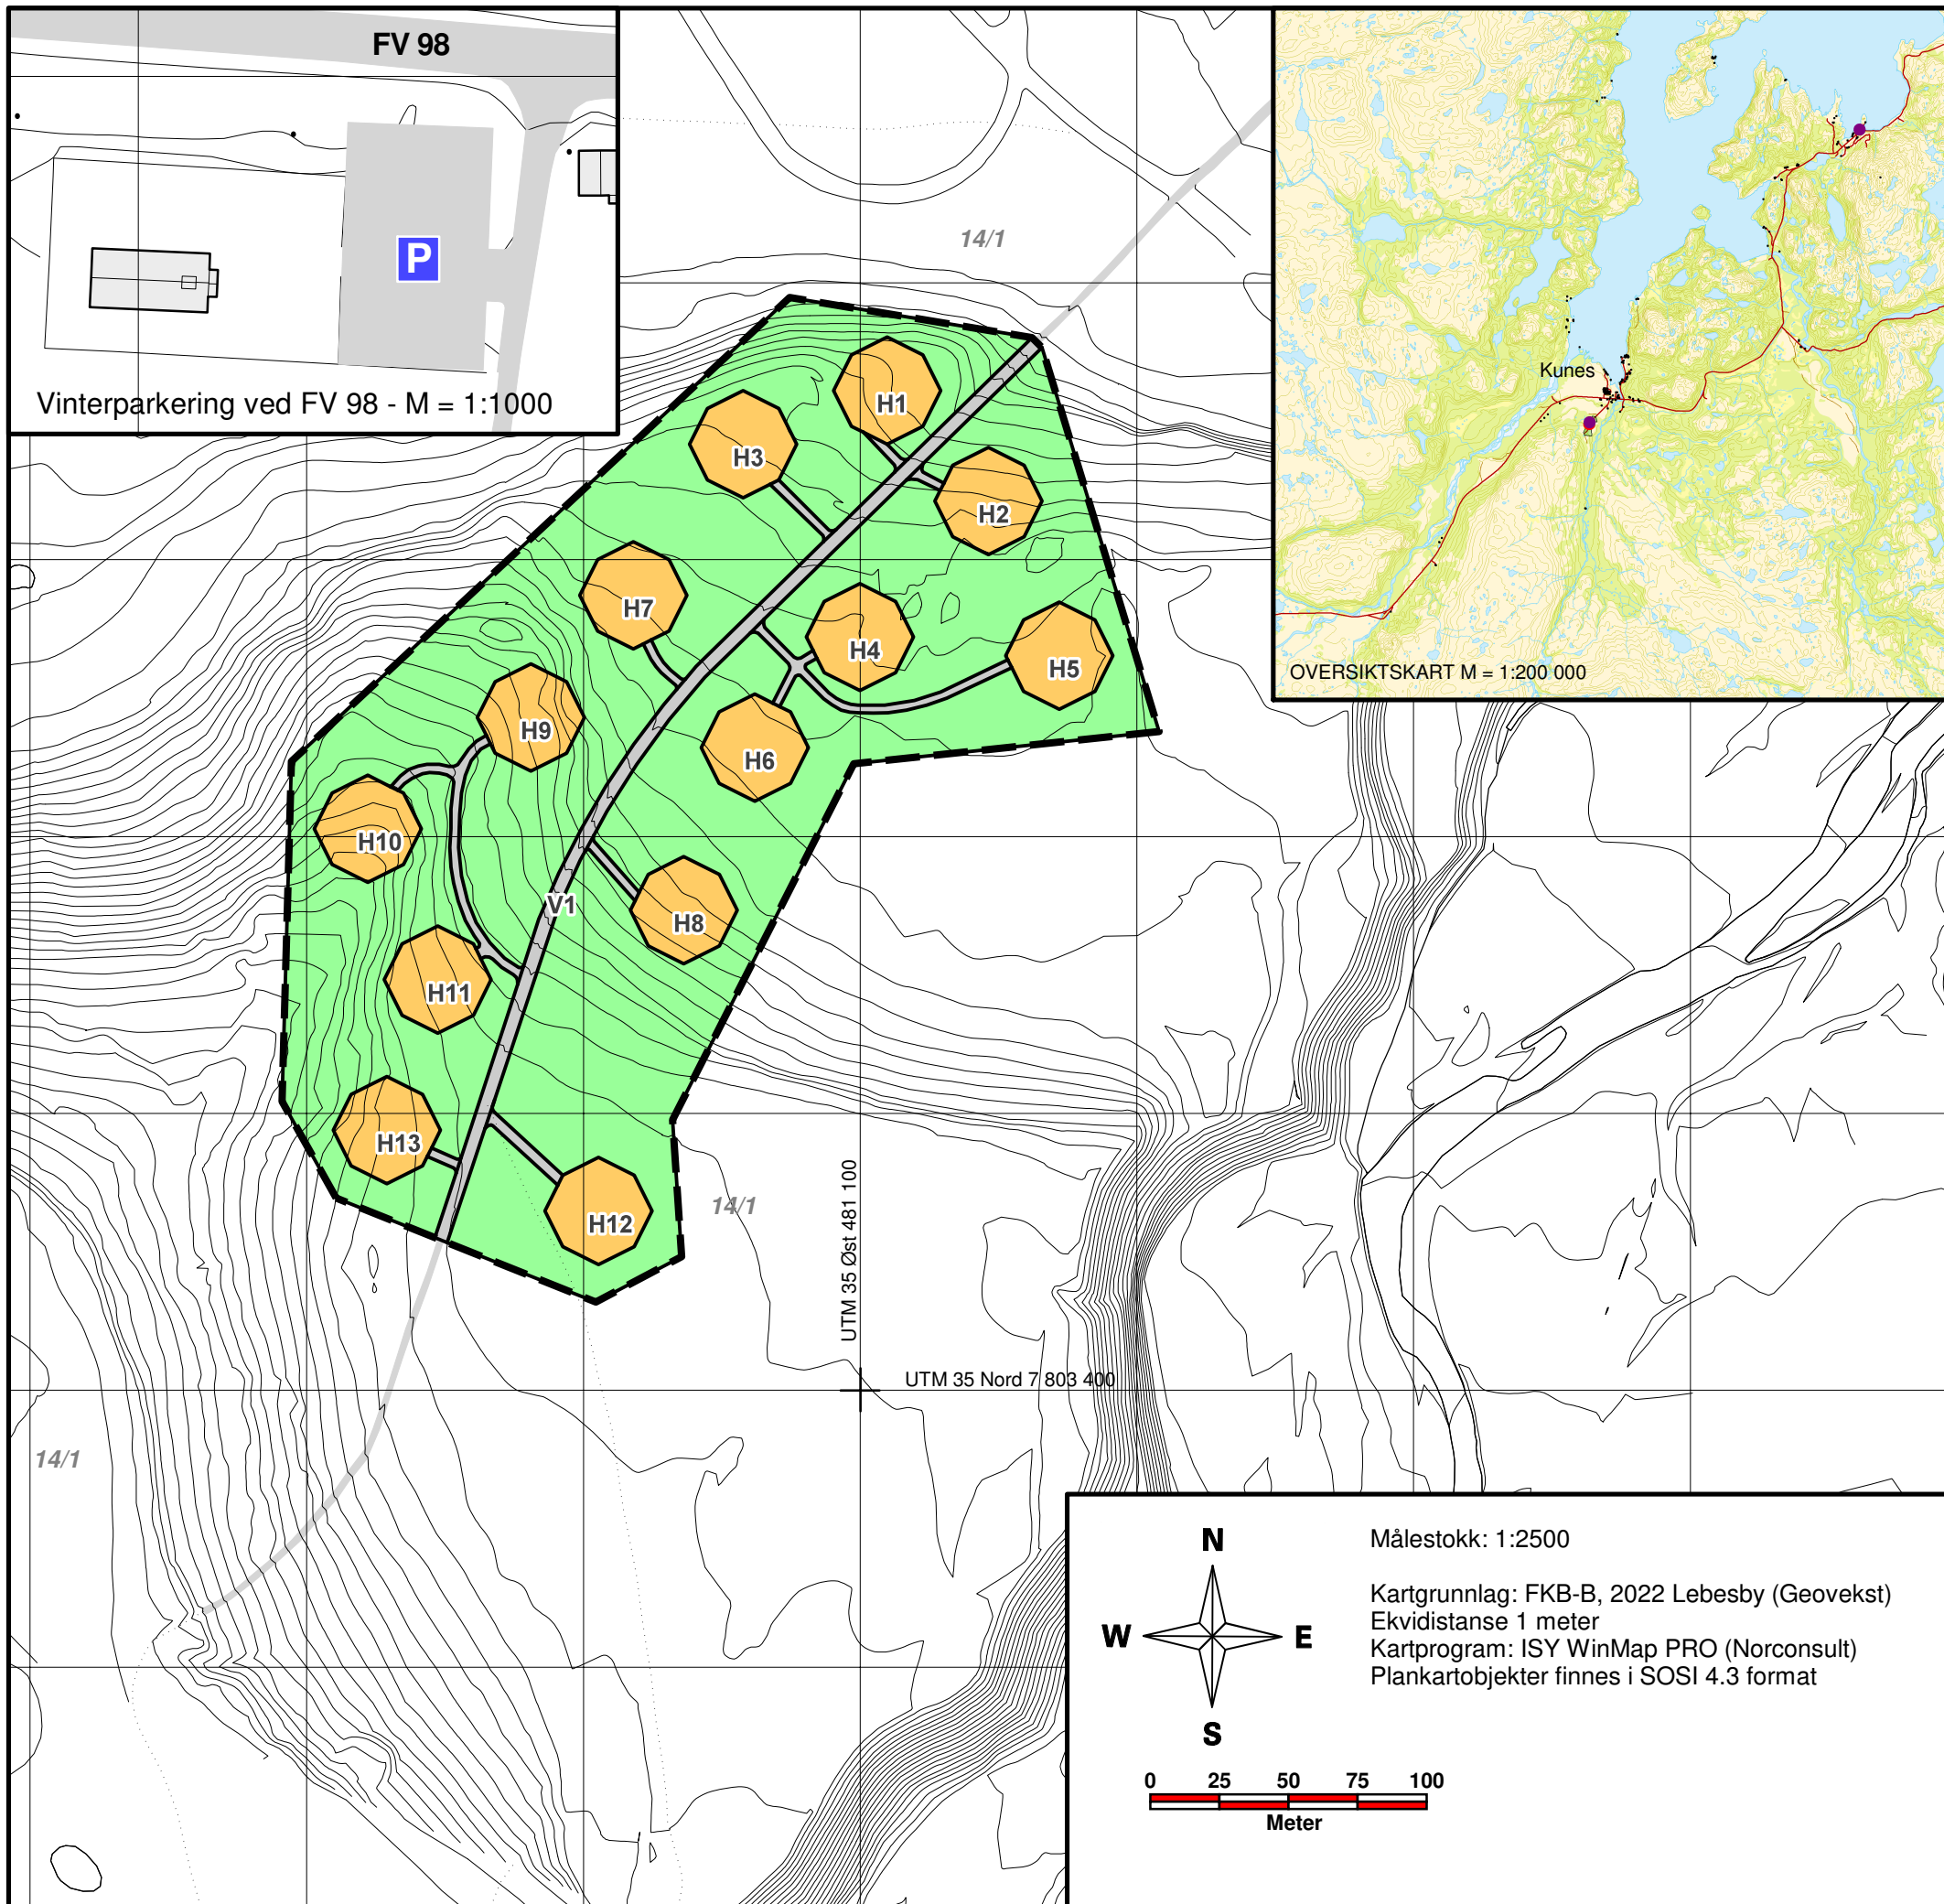 FV 98
P
Vinterparkering ved FV 98 - M = 1:1000
14/1
Kunes
OVERSIKTSKART M = 1:200 000
H1
H3
H2
H7
H4
H5
H9
H6
H10
V1
H8
H11
H13
H12
14/1
UTM 35 Øst 481 100
UTM 35 Nord 7 803 400
14/1
N
W
E
S
Målestokk: 1:2500
Kartgrunnlag: FKB-B, 2022 Lebesby (Geovekst)
Ekvidistanse 1 meter
Kartprogram: ISY WinMap PRO (Norconsult)
Plankartobjekter finnes i SOSI 4.3 format
0 25 50 75 100
Meter